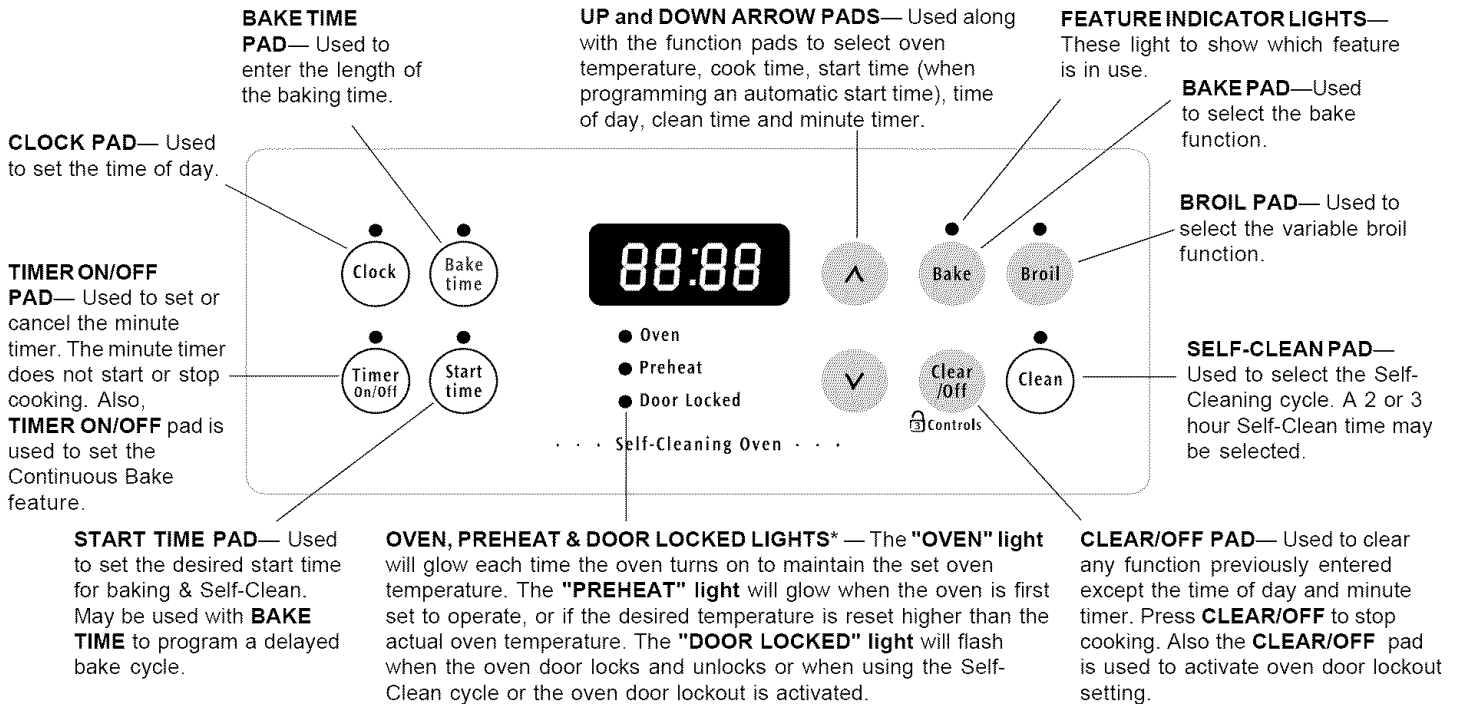 BAKE TIME
PAD— Used to
enter the length of
the baking time.
UP and DOWN ARROW PADS— Used along
with the function pads to select oven
temperature, cook time, start time (when
programming an automatic start time), time
of day, clean time and minute timer.
FEATURE INDICATOR LIGHTS—
These light to show which feature
is in use.
BAKE PAD—Used
to select the bake
function.
CLOCK PAD— Used
to set the time of day.
BROIL PAD— Used to
select the variable broil
function.
TIMER ON/OFF
PAD— Used to set or
cancel the minute
timer. The minute timer
does not start or stop
cooking. Also,
TIMER ON/OFF pad is
used to set the
Continuous Bake
feature.
Clock
Bake
time
88:88
Bake
Broil
Timer
On/Off
Start
time
Oven
Preheat
Door Locked
Clear
/Off
Clean
3 Controls
· · · Self-Cleaning Oven · · ·
SELF-CLEAN PAD—
Used to select the Self-
Cleaning cycle. A 2 or 3
hour Self-Clean time may
be selected.
START TIME PAD— Used
to set the desired start time
for baking & Self-Clean.
May be used with BAKE
TIME to program a delayed
bake cycle.
OVEN, PREHEAT & DOOR LOCKED LIGHTS* — The "OVEN" light
will glow each time the oven turns on to maintain the set oven
temperature. The "PREHEAT" light will glow when the oven is first
set to operate, or if the desired temperature is reset higher than the
actual oven temperature. The "DOOR LOCKED" light will flash
when the oven door locks and unlocks or when using the Self-
Clean cycle or the oven door lockout is activated.
CLEAR/OFF PAD— Used to clear
any function previously entered
except the time of day and minute
timer. Press CLEAR/OFF to stop
cooking. Also the CLEAR/OFF pad
is used to activate oven door lockout
setting.